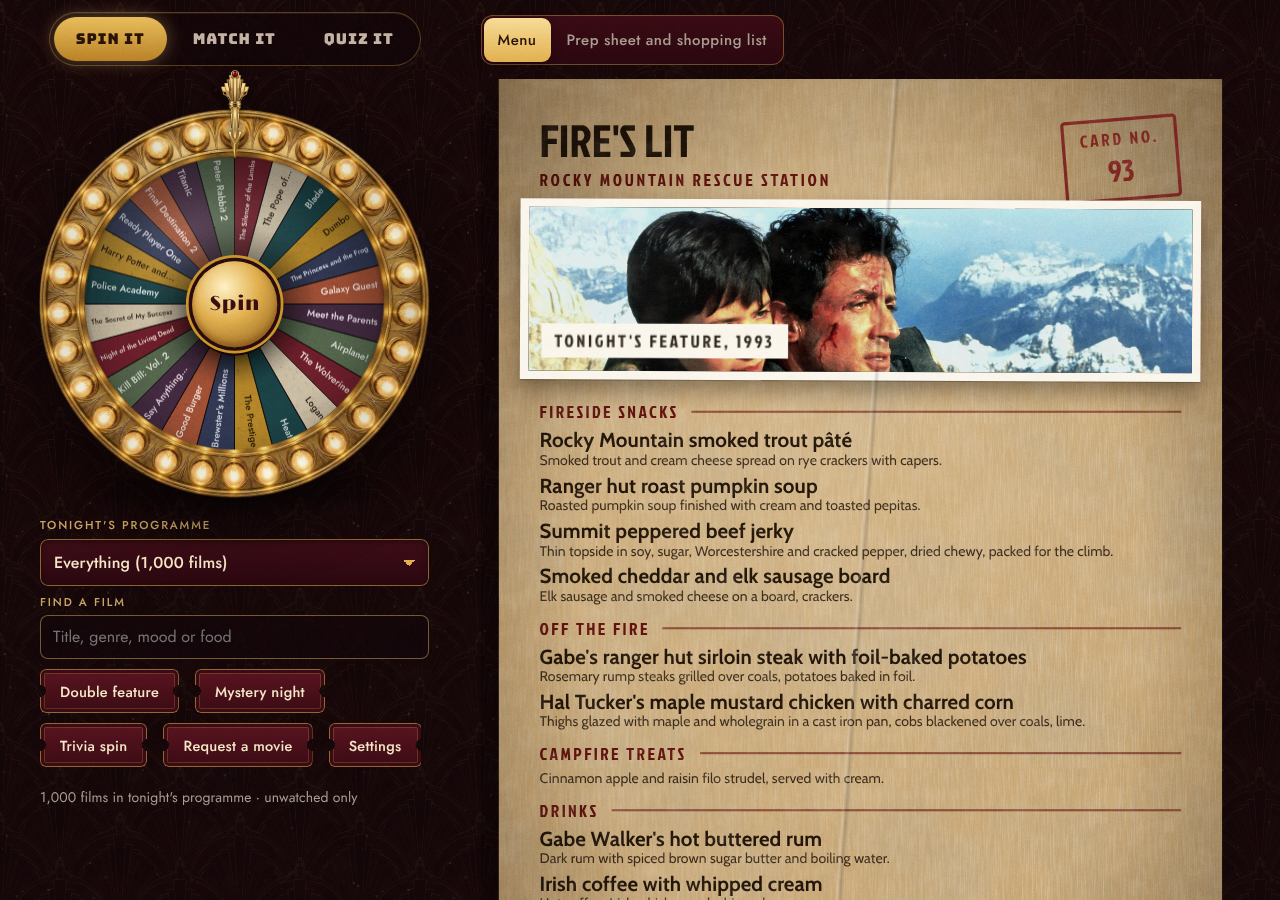 SPIN IT
MATCH IT
QUIZ IT
Menu
Prep sheet and shopping list
Titanic
Peter Rabbit 2
The Silence of the Lambs
The Pope of...
Blade
Dumbo
The Princess and the Frog
Galaxy Quest
Meet the Parents
Airplane!
The Wolverine
Logan
Heat
The Prestige
Brewster's Millions
Good Burger
Say Anything...
Kill Bill: Vol. 2
Night of the Living Dead
The Secret of My Success
Police Academy
Harry Potter and...
Ready Player One
Final Destination 2
Spin
TONIGHT'S PROGRAMME
Everything (1,000 films)
FIND A FILM
Title, genre, mood or food
Double feature
Mystery night
Trivia spin
Request a movie
Settings
1,000 films in tonight's programme · unwatched only
FIRE'S LIT
ROCKY MOUNTAIN RESCUE STATION
CARD NO.
93
TONIGHT'S FEATURE, 1993
FIRESIDE SNACKS
Rocky Mountain smoked trout pâté
Smoked trout and cream cheese spread on rye crackers with capers.
Ranger hut roast pumpkin soup
Roasted pumpkin soup finished with cream and toasted pepitas.
Summit peppered beef jerky
Thin topside in soy, sugar, Worcestershire and cracked pepper, dried chewy, packed for the climb.
Smoked cheddar and elk sausage board
Elk sausage and smoked cheese on a board, crackers.
OFF THE FIRE
Gabe's ranger hut sirloin steak with foil-baked potatoes
Rosemary rump steaks grilled over coals, potatoes baked in foil.
Hal Tucker's maple mustard chicken with charred corn
Thighs glazed with maple and wholegrain in a cast iron pan, cobs blackened over coals, lime.
CAMPFIRE TREATS
Cinnamon apple and raisin filo strudel, served with cream.
DRINKS
Gabe Walker's hot buttered rum
Dark rum with spiced brown sugar butter and boiling water.
Irish coffee with whipped cream